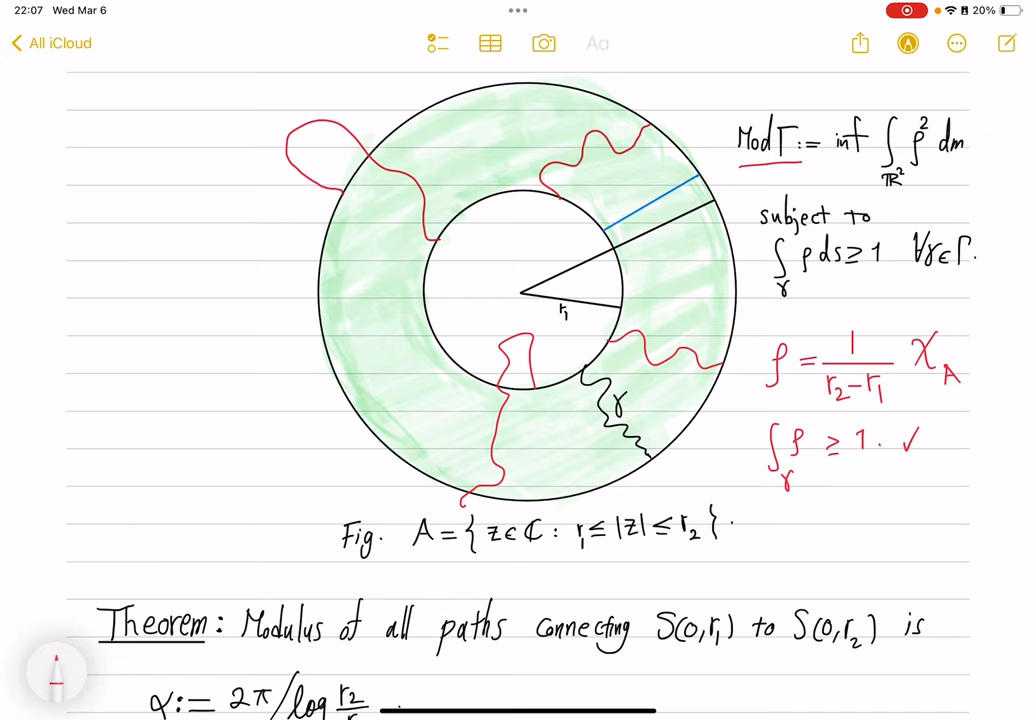 22:07 Wed Mar 6
20%
All iCloud
Aa
Mod Γ := inf ∫_{ℝ²} ρ² dm
subject to
∫_γ ρ ds ≥ 1 ∀γ∈Γ.
r₁
ρ = 1/(r₂-r₁) χ_A
γ
∫_γ ρ ≥ 1. ✓
Fig. A = {z∈ℂ : r₁ ≤ |z| ≤ r₂}.
Theorem: Modulus of all paths connecting S(0,r₁) to S(0,r₂) is
α := 2π/log r₂/r